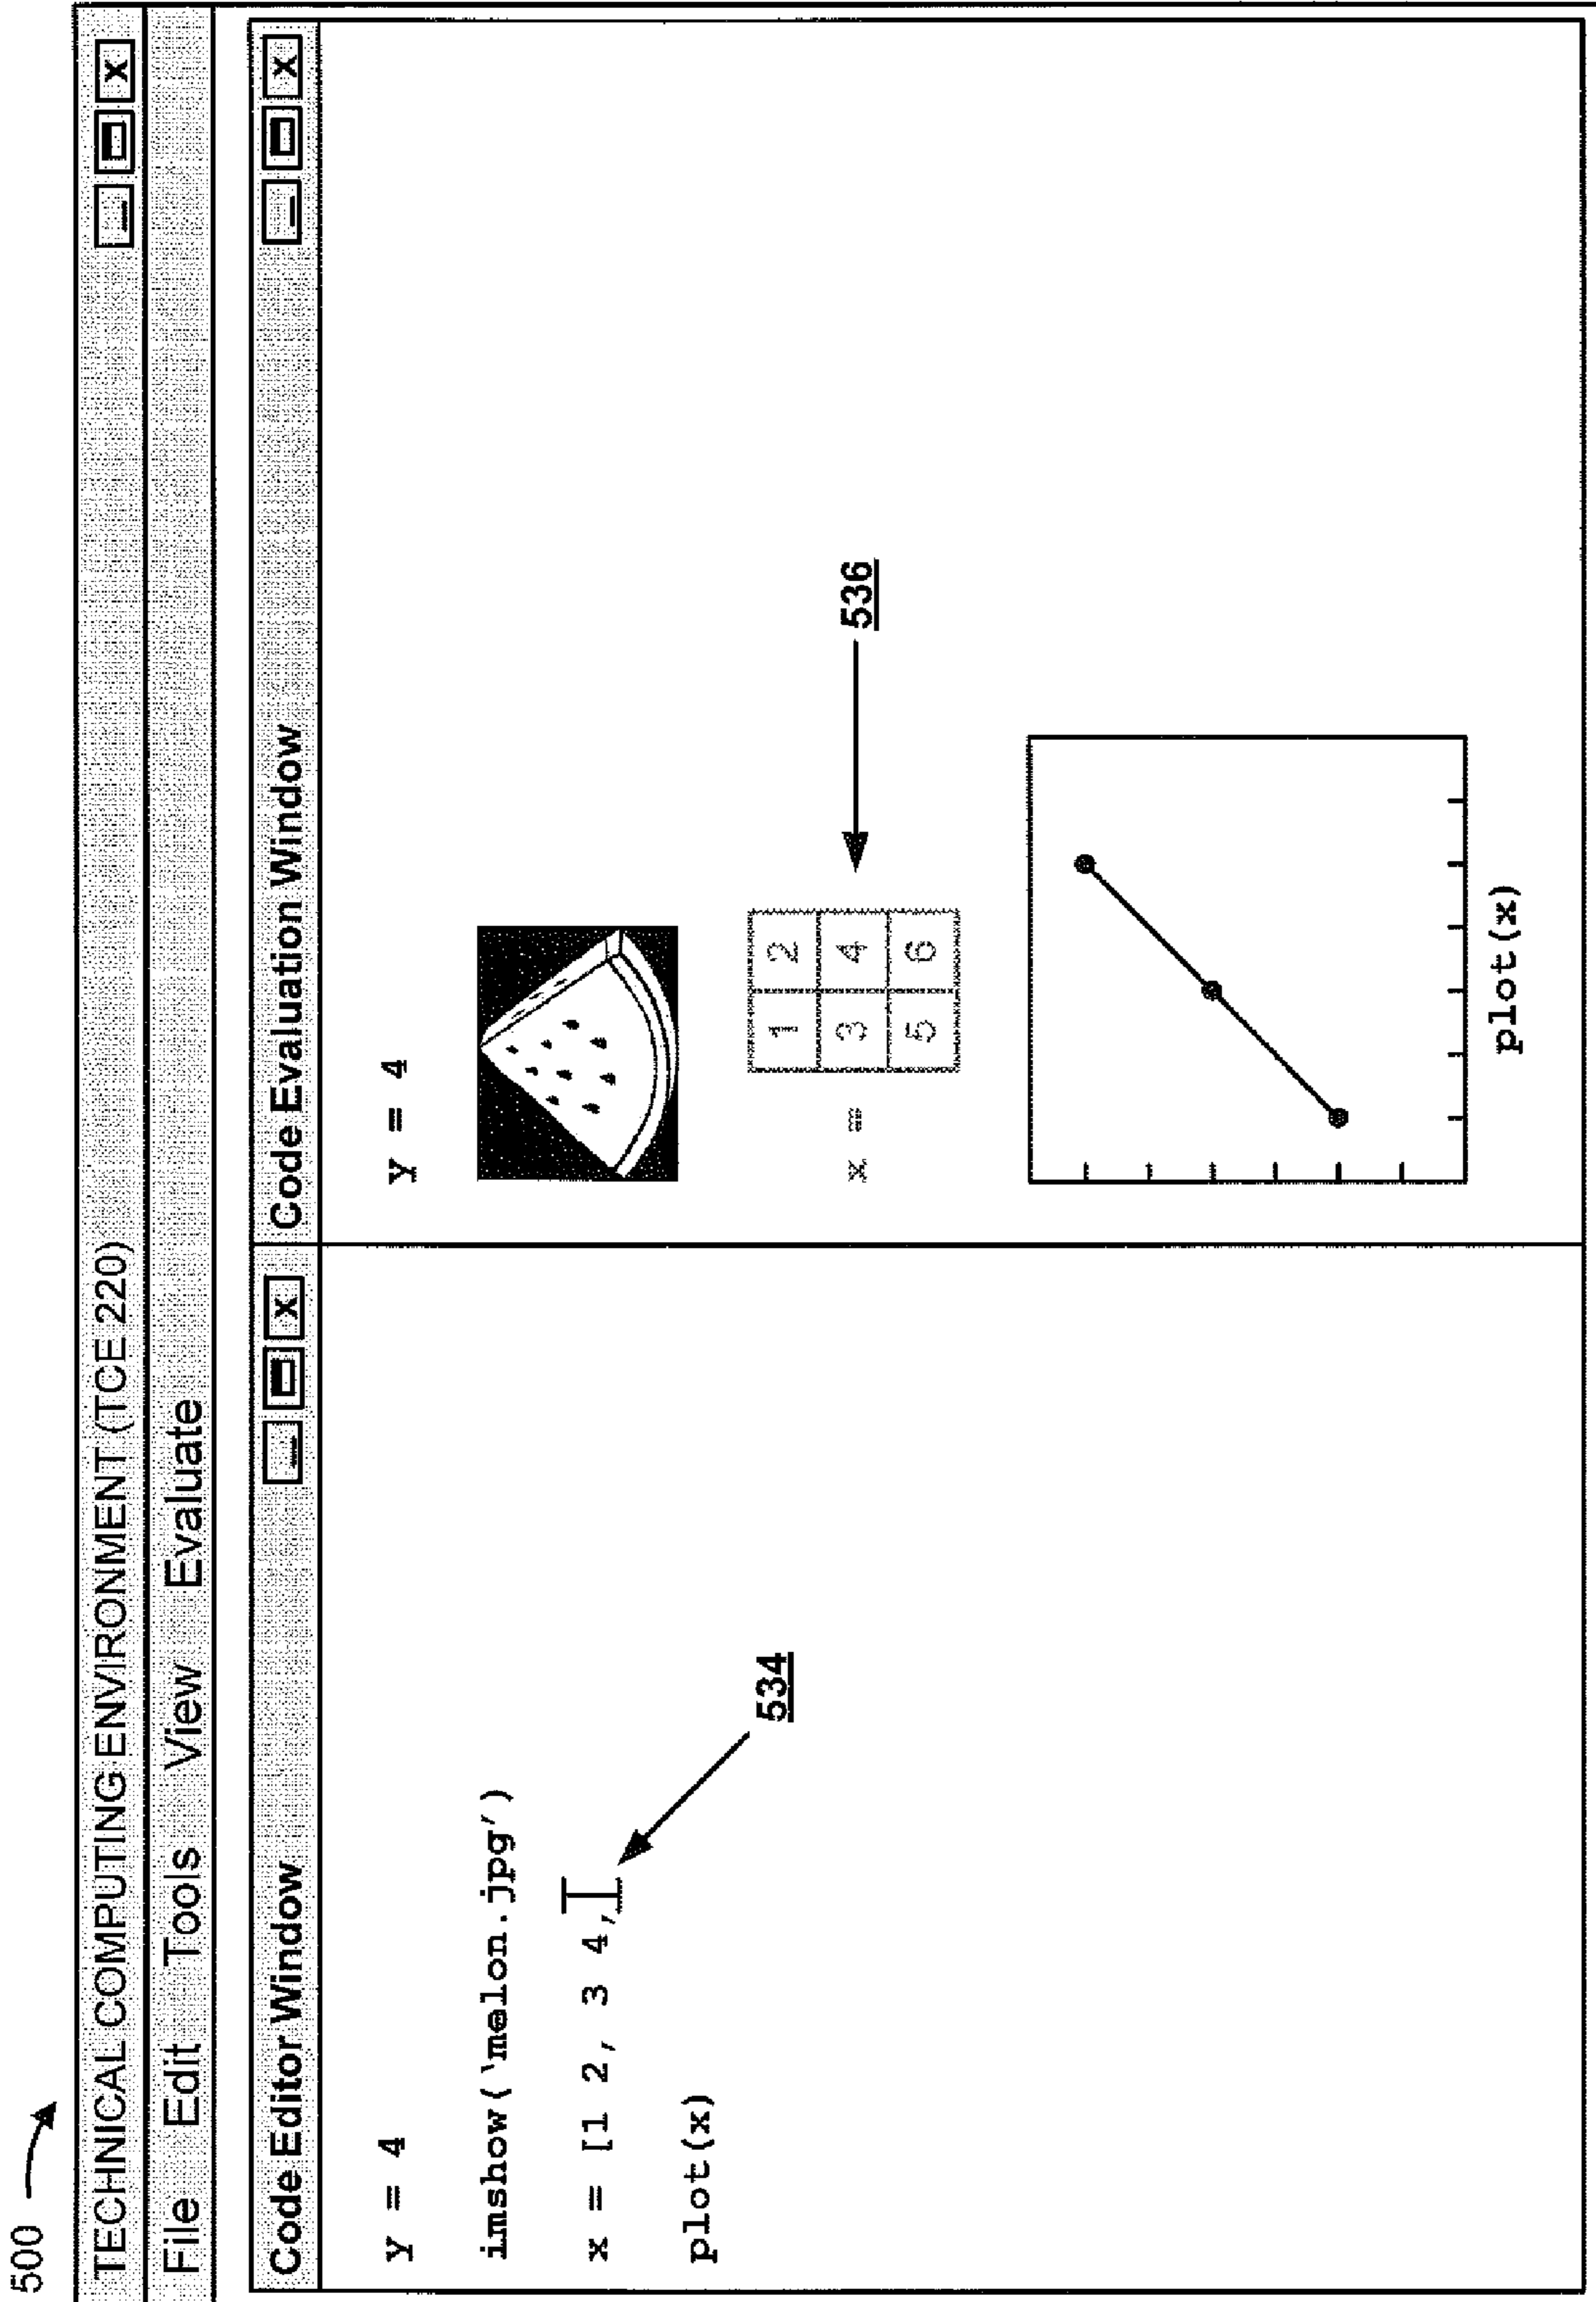 500
TECHNICAL COMPUTING ENVIRONMENT (TCE 220)
_ X
File Edit Tools View Evaluate
Code Editor Window
_ X
y = 4
imshow(‘melon.jpg’)
x = [1 2, 3 4,
534
plot(x)
Code Evaluation Window
_ X
y = 4
1 2
x = 3 4
5 6
536
plot(x)